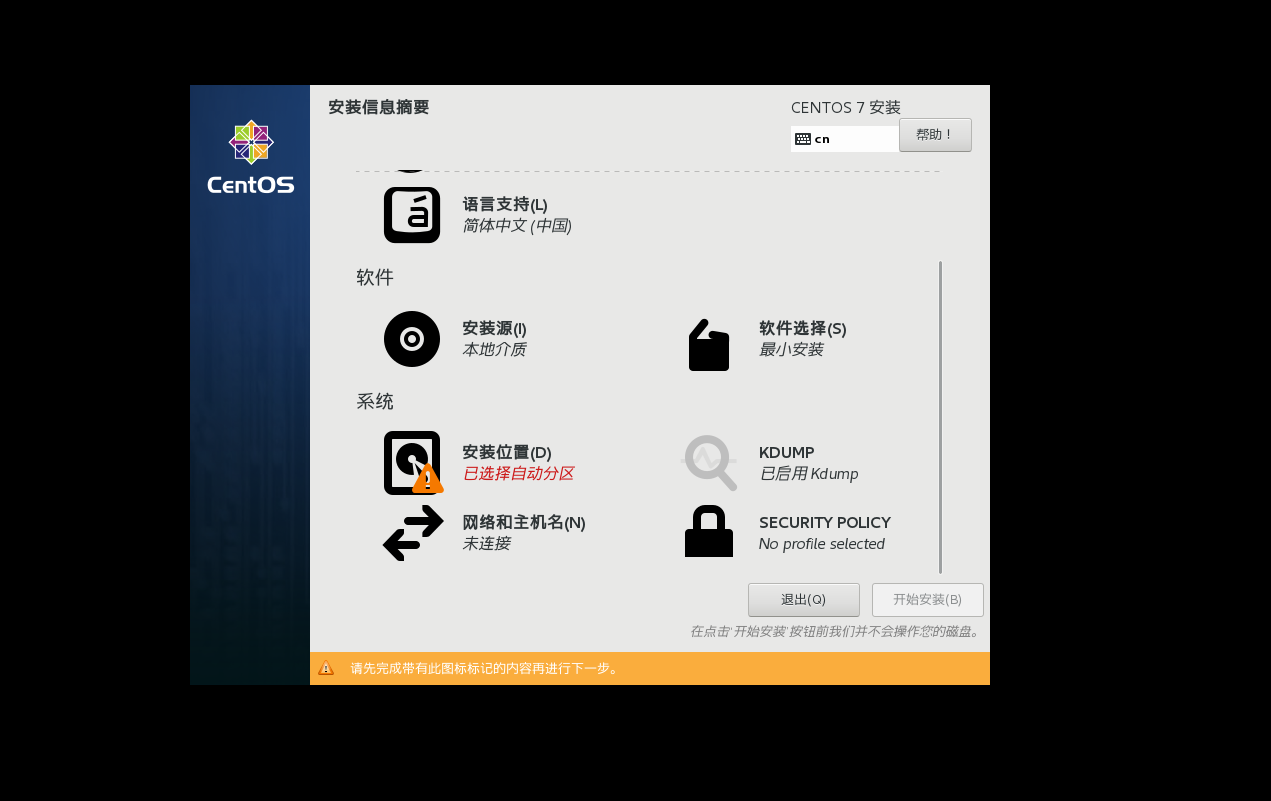 安装信息摘要
CENTOS 7 安装
cn
帮助！
CentOS
语言支持(L)
简体中文 (中国)
软件
安装源(I)
本地介质
软件选择(S)
最小安装
系统
安装位置(D)
已选择自动分区
KDUMP
已启用 Kdump
网络和主机名(N)
未连接
SECURITY POLICY
No profile selected
退出(Q)
开始安装(B)
在点击'开始安装'按钮前我们并不会操作您的磁盘。
请先完成带有此图标标记的内容再进行下一步。